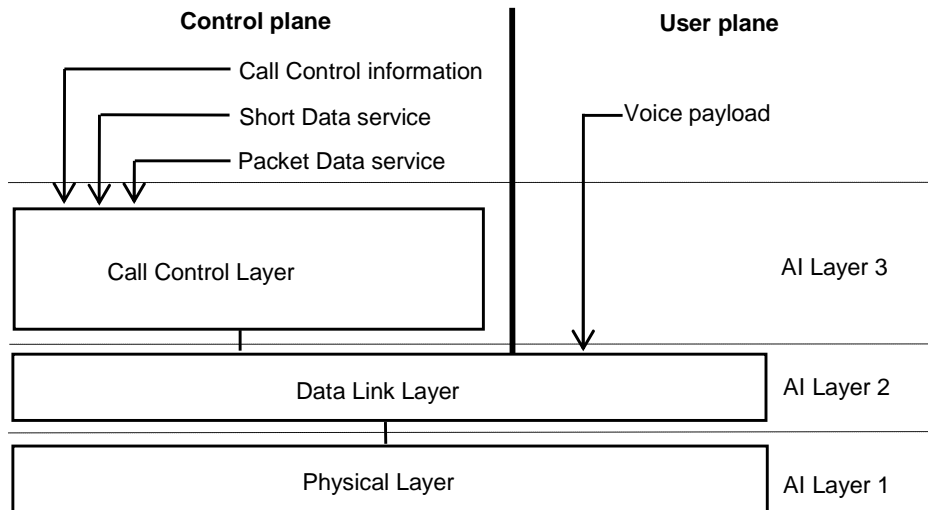 Control plane
User plane
Call Control information
Short Data service
Voice payload
Packet Data service
Call Control Layer
AI Layer 3
Data Link Layer
AI Layer 2
Physical Layer
AI Layer 1